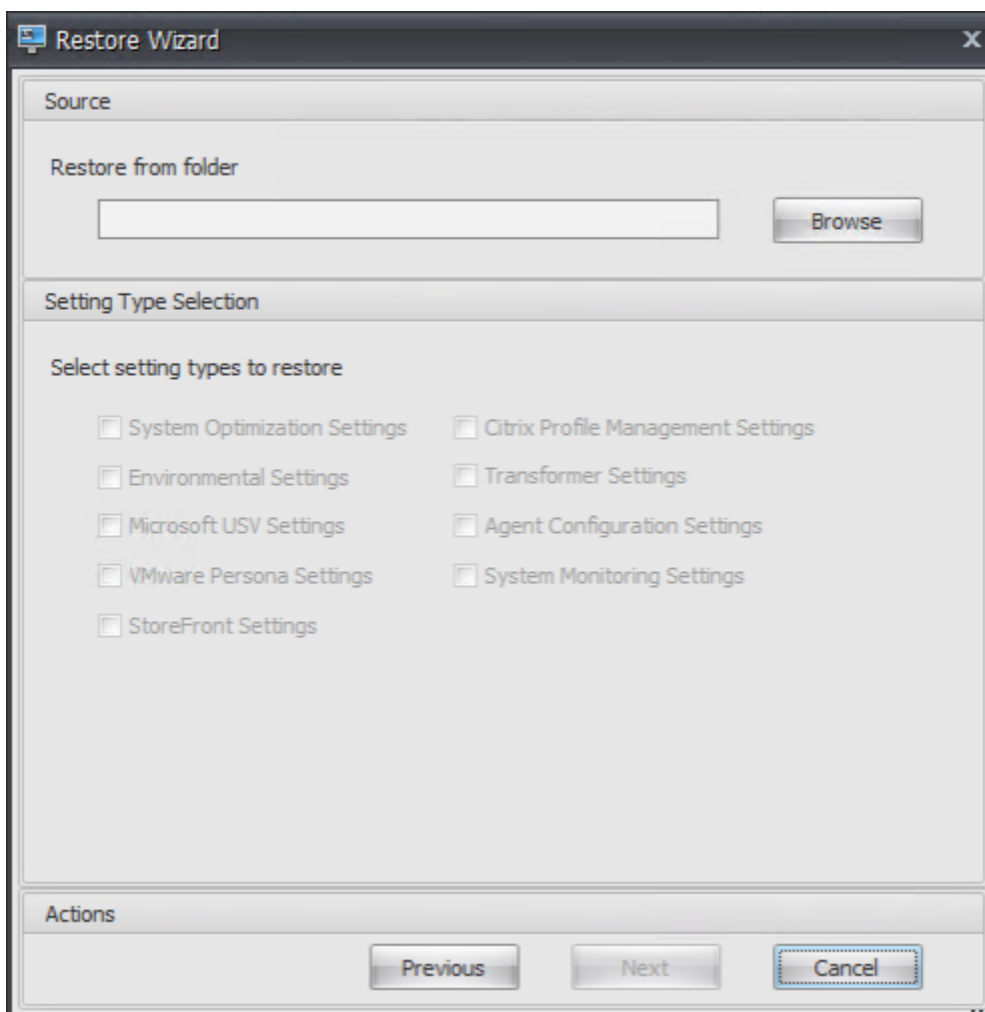 Restore Wizard
Source
Restore from folder
Browse
Setting Type Selection
Select setting types to restore
System Optimization Settings
Citrix Profile Management Settings
Environmental Settings
Transformer Settings
Microsoft USV Settings
Agent Configuration Settings
VMware Persona Settings
System Monitoring Settings
StoreFront Settings
Actions
Previous
Next
Cancel